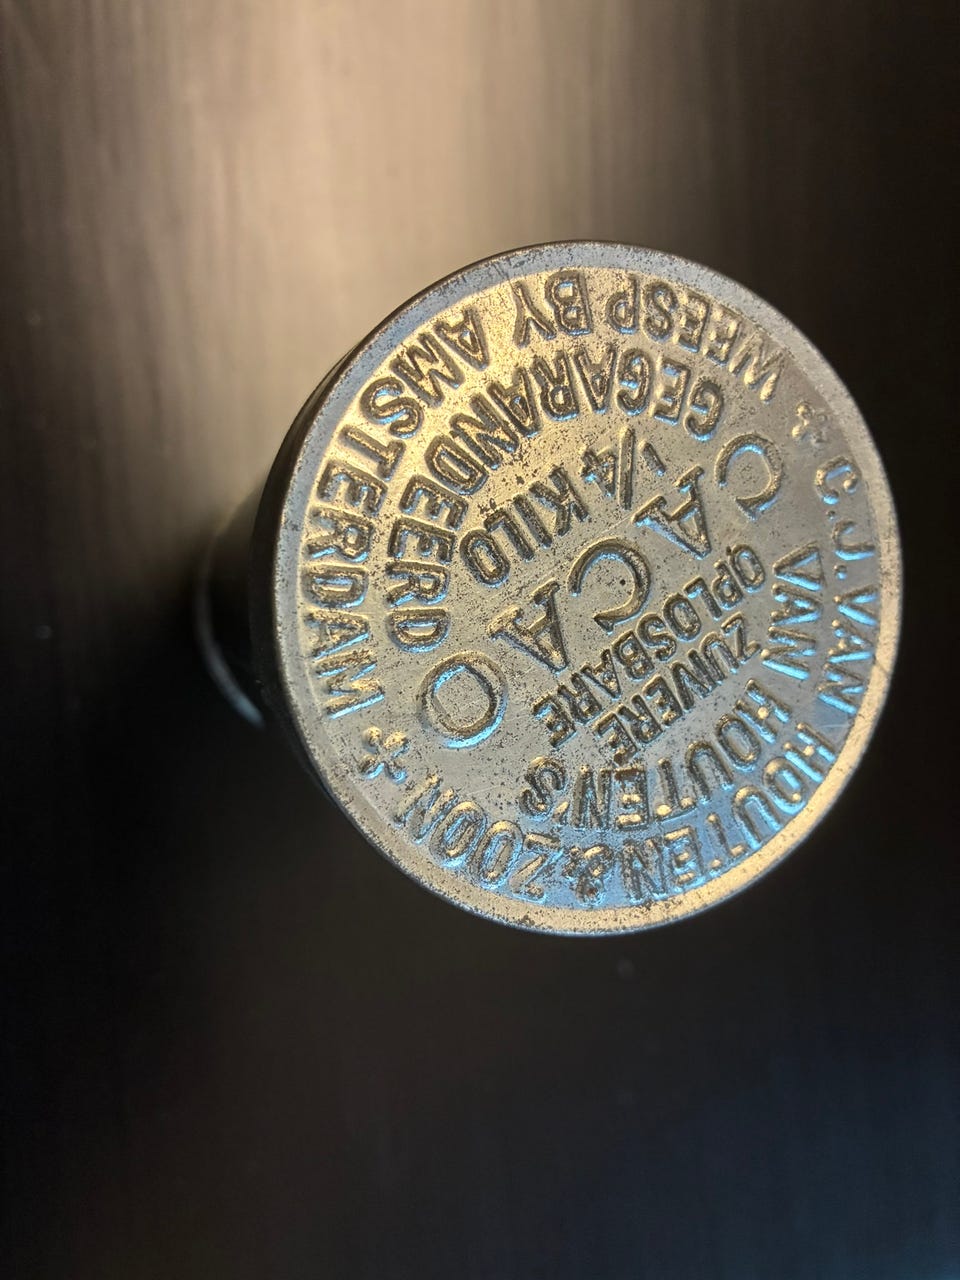 C.J. VAN HOUTEN & ZOON
VAN HOUTEN'S
ZUIVERE
OPLOSBARE
CACAO
1/4 KILO
GEGARANDEERD
WEESP BY AMSTERDAM